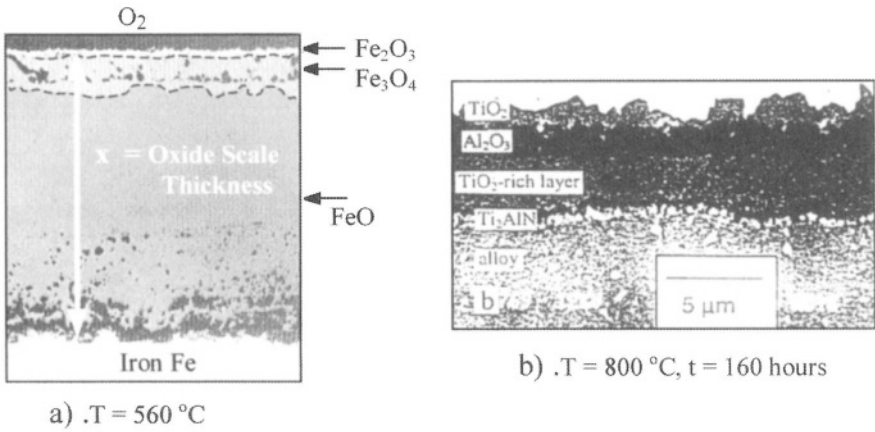 O₂
Fe₂O₃
Fe₃O₄
x = Oxide Scale
Thickness
FeO
Iron Fe
a) .T = 560 °C
TiO₂
Al₂O₃
TiO₂-rich layer
Ti₂AlN
alloy
b
5 μm
b) .T = 800 °C, t = 160 hours